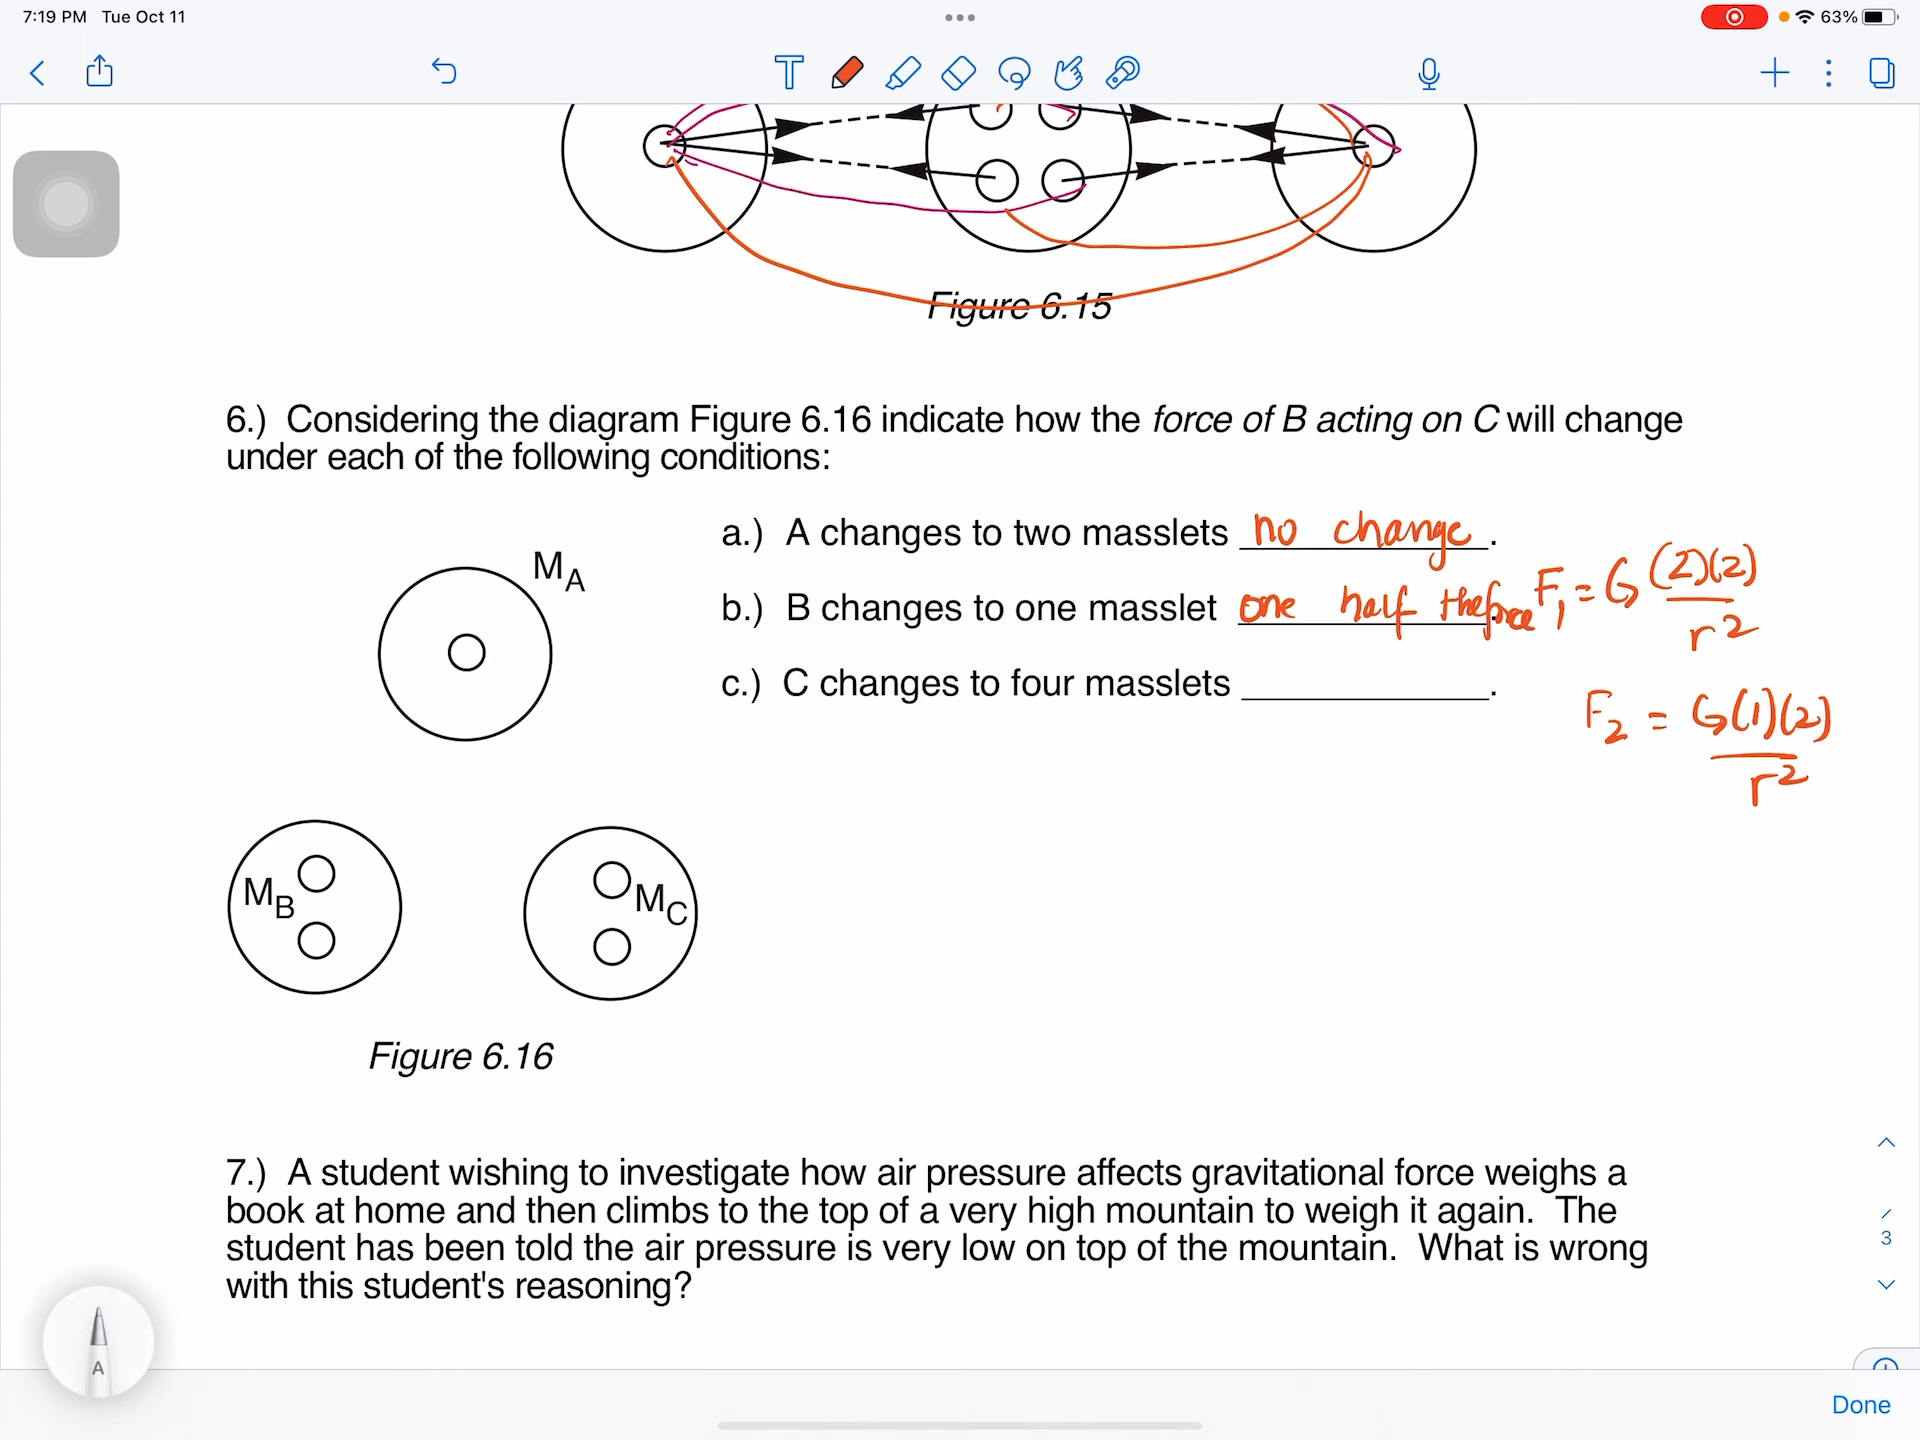 7:19 PM Tue Oct 11
63%
T
Figure 6.15
6.) Considering the diagram Figure 6.16 indicate how the force of B acting on C will change
under each of the following conditions:
a.) A changes to two masslets no change.
b.) B changes to one masslet one half the force. F1 = G (2)(2)
r2
c.) C changes to four masslets ____________.
F2 = G(1)(2)
r2
MA
MB
MC
Figure 6.16
7.) A student wishing to investigate how air pressure affects gravitational force weighs a
book at home and then climbs to the top of a very high mountain to weigh it again. The
student has been told the air pressure is very low on top of the mountain. What is wrong
with this student's reasoning?
3
A
Done